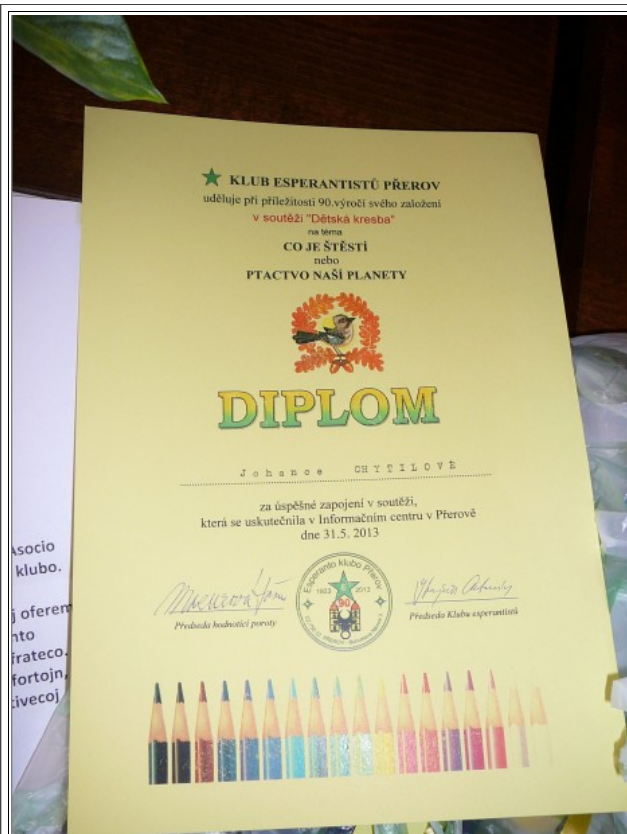 KLUB ESPERANTISTŮ PŘEROV
uděluje při příležitosti 90.výročí svého založení
v soutěži "Dětská kresba"
na téma
CO JE ŠTĚSTÍ
nebo
PTACTVO NAŠÍ PLANETY
DIPLOM
Johance CHYTILOVÉ
za úspěšné zapojení v soutěži,
která se uskutečnila v Informačním centru v Přerově
dne 31.5. 2013
Esperanto klubo Přerov
1923 2013
90
Předseda hodnotící poroty
Předseda Klubu esperantistů
Asocio
klubo.
j oferem
nto
frateco.
fortojn,
tivecoj